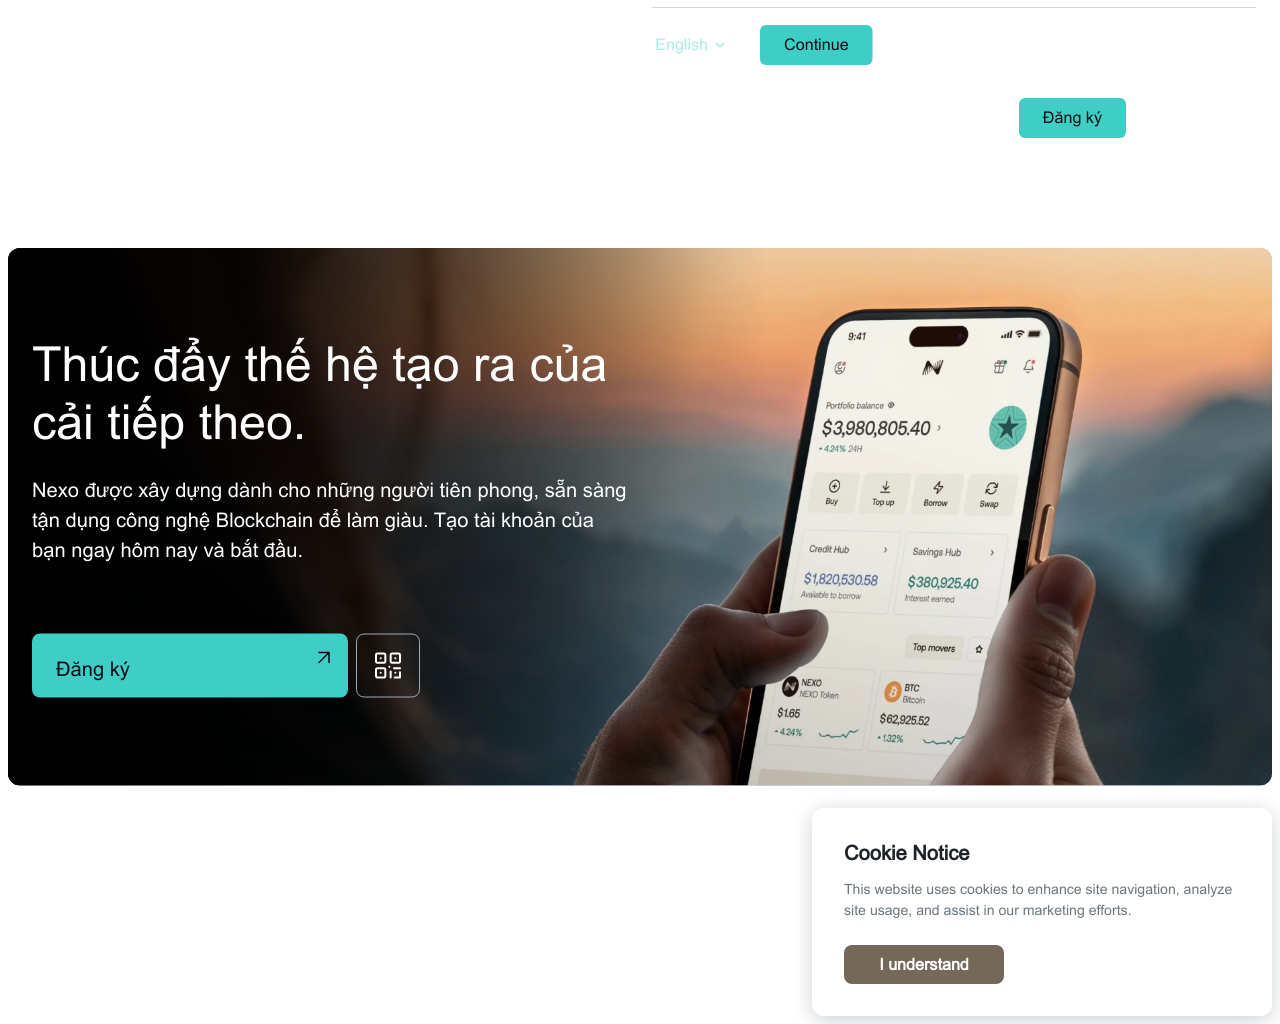 English
Continue
Đăng ký
Thúc đẩy thế hệ tạo ra của
cải tiếp theo.
Nexo được xây dựng dành cho những người tiên phong, sẵn sàng
tận dụng công nghệ Blockchain để làm giàu. Tạo tài khoản của
bạn ngay hôm nay và bắt đầu.
Đăng ký
9:41
Portfolio balance
$3,980,805.40
4.24% 24H
Buy
Top up
Borrow
Swap
Credit Hub
$1,820,530.58
Available to borrow
Savings Hub
$380,925.40
Interest earned
Top movers
NEXO
NEXO Token
$1.65
4.24%
BTC
Bitcoin
$62,925.52
1.32%
Cookie Notice
This website uses cookies to enhance site navigation, analyze
site usage, and assist in our marketing efforts.
I understand